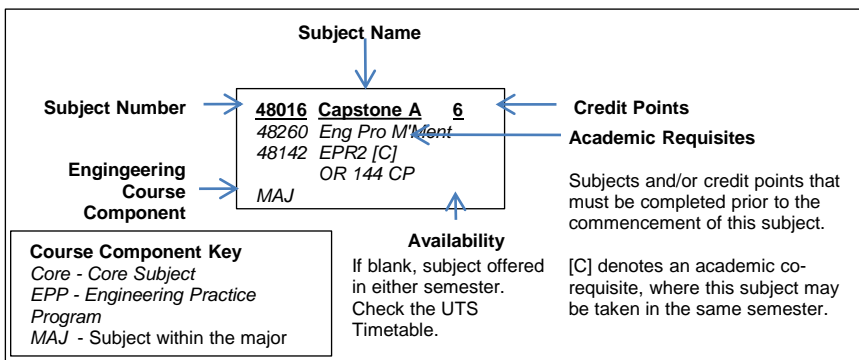 Subject Name
Subject Number
48016 Capstone A 6
48260 Eng Pro M'Ment
48142 EPR2 [C]
OR 144 CP
MAJ
Engingeering
Course
Component
Credit Points
Academic Requisites
Subjects and/or credit points that
must be completed prior to the
commencement of this subject.
[C] denotes an academic co-
requisite, where this subject may
be taken in the same semester.
Availability
If blank, subject offered
in either semester.
Check the UTS
Timetable.
Course Component Key
Core - Core Subject
EPP - Engineering Practice
Program
MAJ - Subject within the major